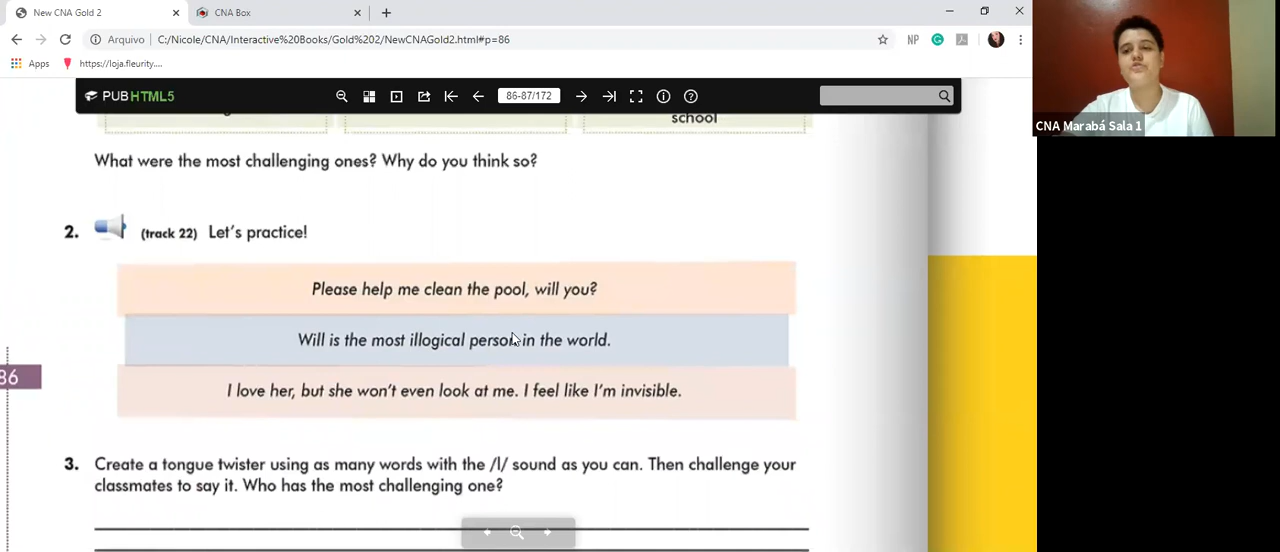 New CNA Gold 2
CNA Box
Arquivo
C:/Nicole/CNA/Interactive%20Books/Gold%202/NewCNAGold2.html#p=86
NP
Apps
https://loja.fleurity....
PUBHTML5
86-87/172
CNA Marabá Sala 1
school
What were the most challenging ones? Why do you think so?
2. (track 22) Let's practice!
Please help me clean the pool, will you?
Will is the most illogical person in the world.
I love her, but she won't even look at me. I feel like I'm invisible.
86
3. Create a tongue twister using as many words with the /l/ sound as you can. Then challenge your
classmates to say it. Who has the most challenging one?